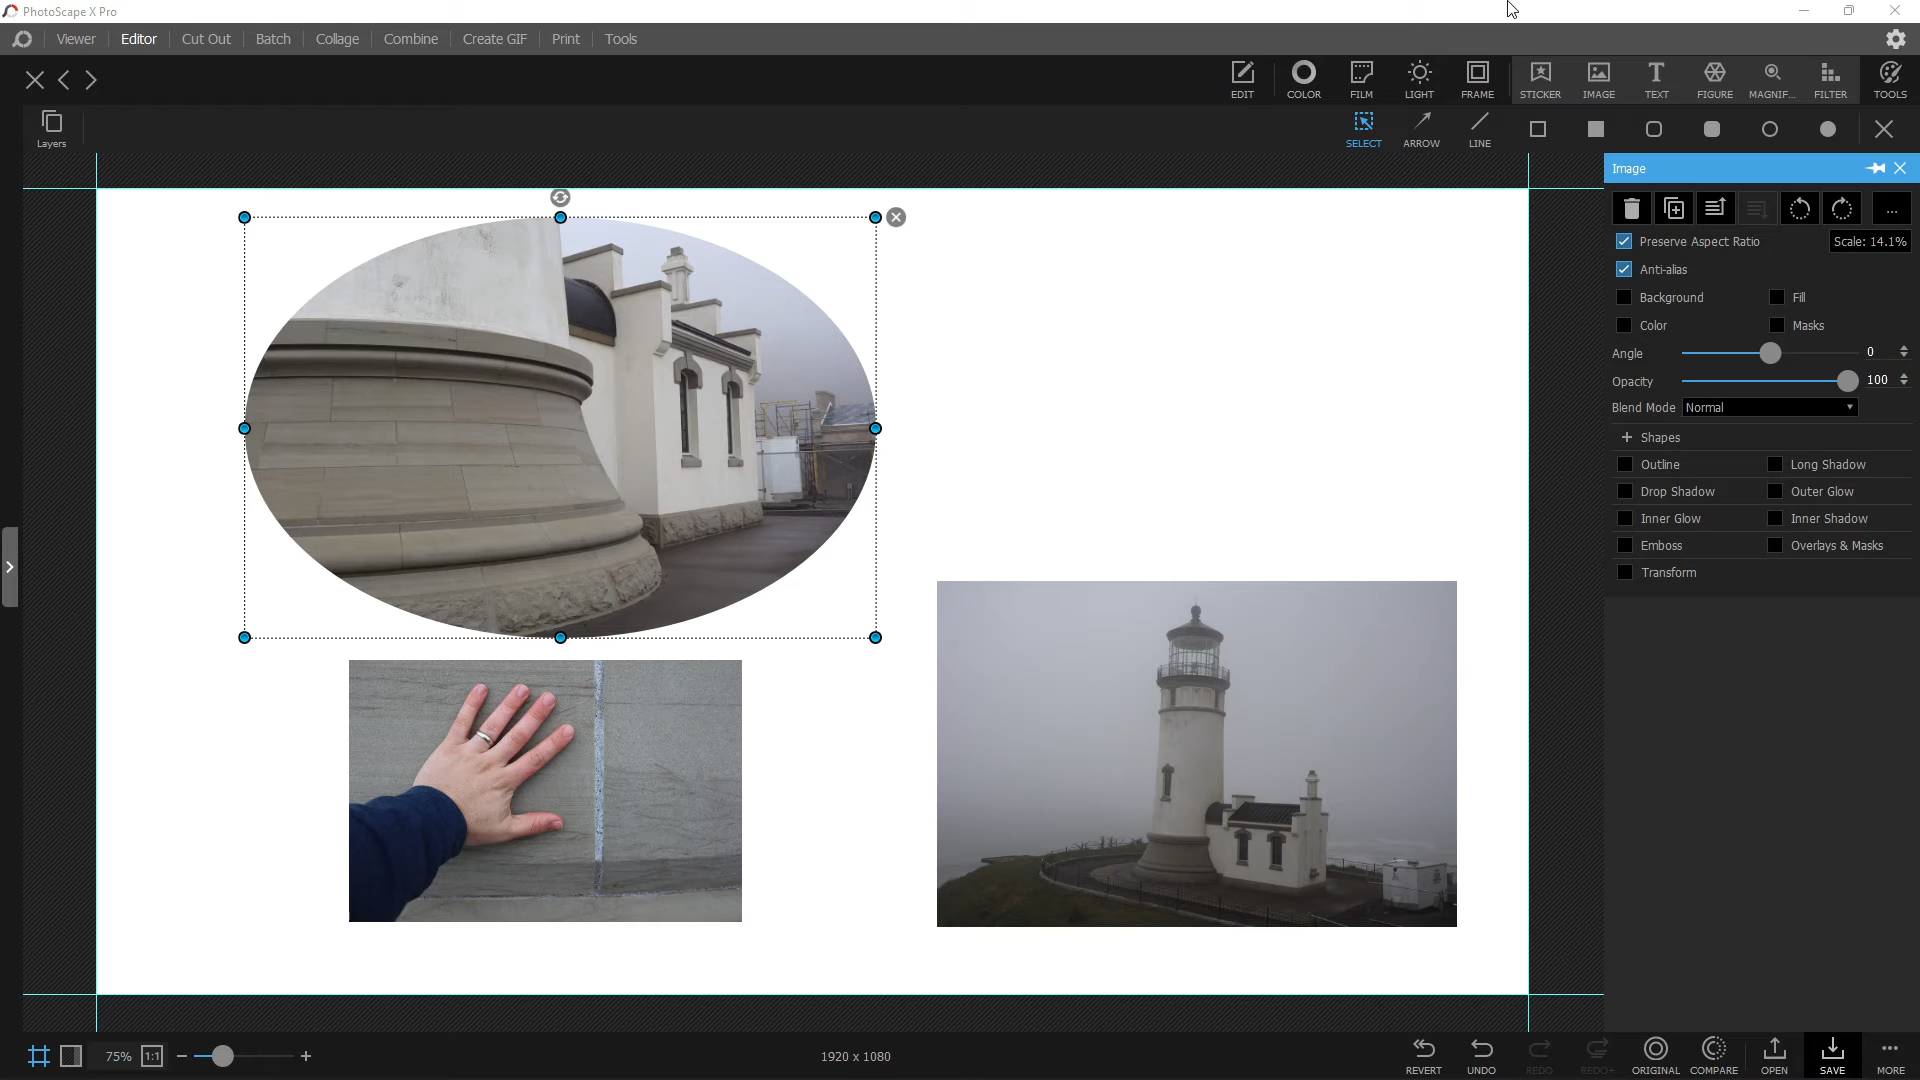 PhotoScape X Pro
Viewer Editor Cut Out Batch Collage Combine Create GIF Print Tools
EDIT COLOR FILM LIGHT FRAME STICKER IMAGE TEXT FIGURE MAGNIF... FILTER TOOLS
Layers SELECT ARROW LINE
Image
...
Preserve Aspect Ratio Scale: 14.1%
Anti-alias
Background Fill
Color Masks
Angle 0
Opacity 100
Blend Mode Normal
+ Shapes
Outline Long Shadow
Drop Shadow Outer Glow
Inner Glow Inner Shadow
Emboss Overlays & Masks
Transform
75% 1:1 1920 x 1080
REVERT UNDO REDO REDO+ ORIGINAL COMPARE OPEN SAVE MORE